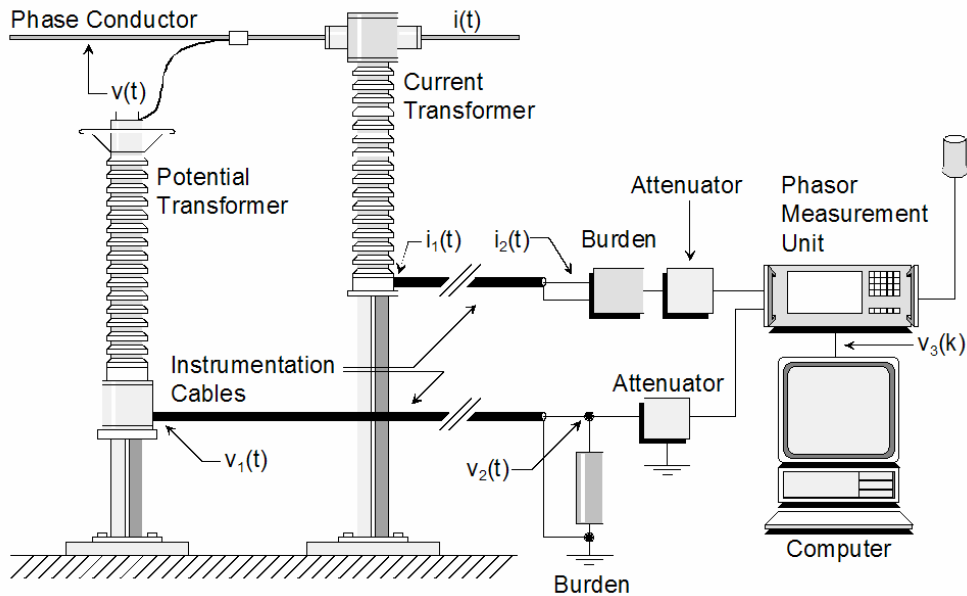 Phase Conductor
i(t)
v(t)
Current
Transformer
Potential
Transformer
Attenuator
Phasor
Measurement
Unit
i₁(t)
i₂(t)
Burden
v₃(k)
Instrumentation
Cables
Attenuator
v₁(t)
v₂(t)
Computer
Burden